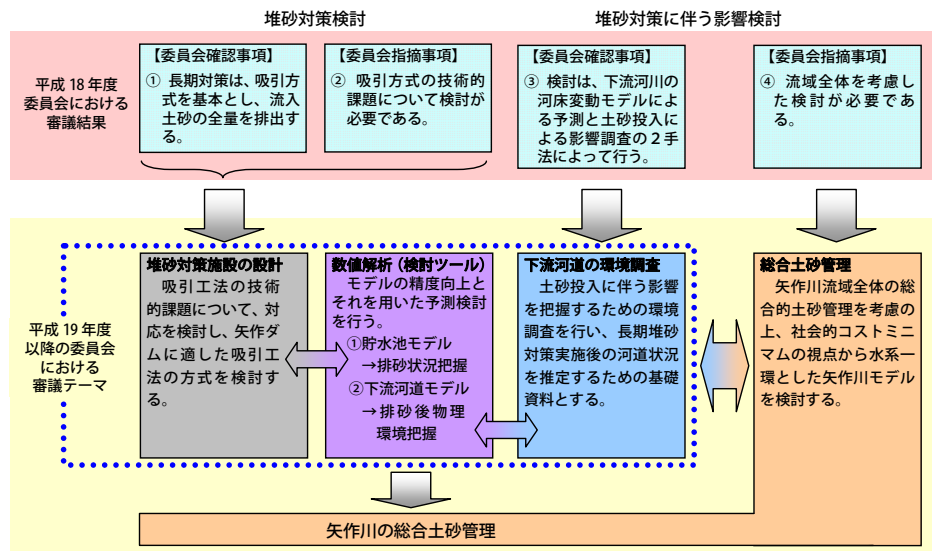 堆砂対策検討
堆砂対策に伴う影響検討
平成 18 年度
委員会における
審議結果
【委員会確認事項】
① 長期対策は、吸引方
式を基本とし、流入
土砂の全量を排出す
る。
【委員会指摘事項】
② 吸引方式の技術的
課題について検討が
必要である。
【委員会確認事項】
③ 検討は、下流河川の
河床変動モデルによ
る予測と土砂投入に
よる影響調査の２手
法によって行う。
【委員会指摘事項】
④ 流域全体を考慮し
た検討が必要であ
る。
平成 19 年度
以降の委員会
における
審議テーマ
堆砂対策施設の設計
吸引工法の技術
的課題について、対
応を検討し、矢作ダ
ムに適した吸引工
法の方式を検討す
る。
数値解析（検討ツール）
モデルの精度向上と
それを用いた予測検討
を行う。
①貯水池モデル
→排砂状況把握
②下流河道モデル
→排砂後物理
環境把握
下流河道の環境調査
土砂投入に伴う影響
を把握するための環境
調査を行い、長期堆砂
対策実施後の河道状況
を推定するための基礎
資料とする。
総合土砂管理
矢作川流域全体の総
合的土砂管理を考慮の
上、社会的コストミニ
マムの視点から水系一
環とした矢作川モデル
を検討する。
矢作川の総合土砂管理